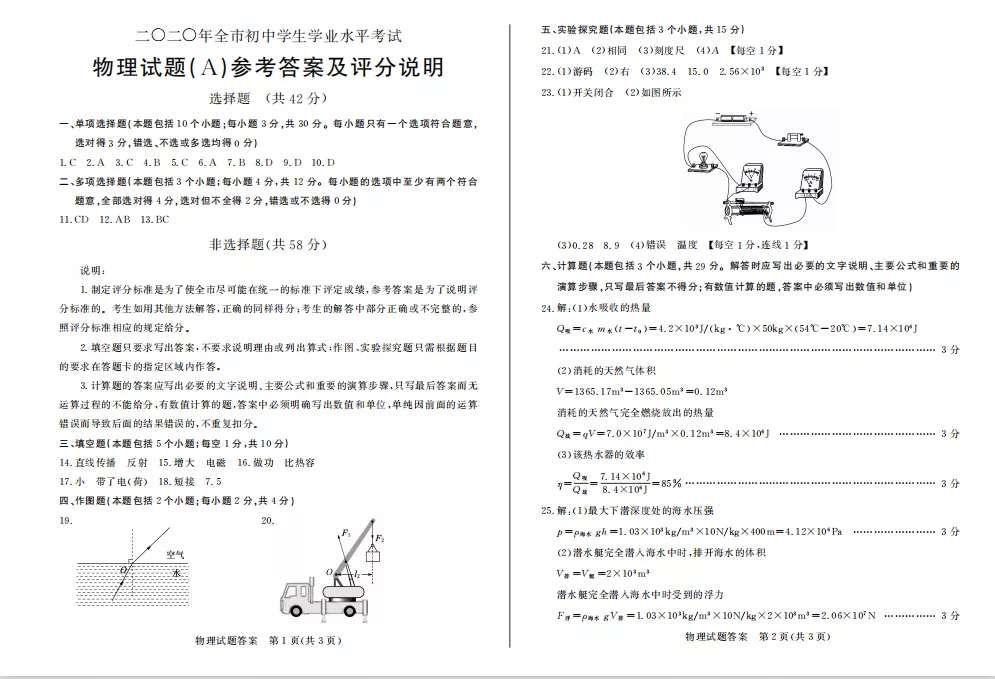 二〇二〇年全市初中学生学业水平考试
物理试题(A)参考答案及评分说明
选择题 (共 42 分)
一、单项选择题(本题包括 10 个小题;每小题 3 分,共 30 分。每小题只有一个选项符合题意,
选对得 3 分,错选、不选或多选均得 0 分)
1. C 2. A 3. C 4. B 5. C 6. A 7. B 8. D 9. D 10. D
二、多项选择题(本题包括 3 个小题;每小题 4 分,共 12 分。每小题的选项中至少有两个符合
题意,全部选对得 4 分,选对但不全得 2 分,错选或不选得 0 分)
11. CD 12. AB 13. BC
非选择题(共 58 分)
说明:
1. 制定评分标准是为了使全市尽可能在统一的标准下评定成绩,参考答案是为了说明评
分标准的。考生如用其他方法解答,正确的同样得分;考生的解答中部分正确或不完整的,参
照评分标准相应的规定给分。
2. 填空题只要求写出答案,不要求说明理由或列出算式;作图、实验探究题只需根据题目
的要求在答题卡的指定区域内作答。
3. 计算题的答案应写出必要的文字说明、主要公式和重要的演算步骤,只写最后答案而无
运算过程的不能给分,有数值计算的题,答案中必须明确写出数值和单位,单纯因前面的运算
错误而导致后面的结果错误的,不重复扣分。
三、填空题(本题包括 5 个小题;每空 1 分,共 10 分)
14. 直线传播 反射 15. 增大 电磁 16. 做功 比热容
17. 小 带了电(荷) 18. 短接 7.5
四、作图题(本题包括 2 个小题;每小题 2 分,共 4 分)
19. 20.
空气
O
水
F₁
F₂
O
l₂
物理试题答案 第 1 页(共 3 页)
五、实验探究题(本题包括 3 个小题,共 15 分)
21. (1)A (2)相同 (3)刻度尺 (4)A 【每空 1 分】
22. (1)游码 (2)右 (3)38.4 15.0 2.56×10³ 【每空 1 分】
23. (1)开关闭合 (2)如图所示
− +
(3)0.28 8.9 (4)错误 温度 【每空 1 分,连线 1 分】
六、计算题(本题包括 3 个小题,共 29 分。解答时应写出必要的文字说明、主要公式和重要的
演算步骤,只写最后答案不得分;有数值计算的题,答案中必须写出数值和单位)
24. 解:(1)水吸收的热量
Q吸=c水 m水(t−t₀)=4.2×10³J/(kg·℃)×50kg×(54℃−20℃)=7.14×10⁶J
…………………………………………………………………………………… 3 分
(2)消耗的天然气体积
V=1365.17m³−1365.05m³=0.12m³
消耗的天然气完全燃烧放出的热量
Q放=qV=7.0×10⁷J/m³×0.12m³=8.4×10⁶J …………………………………… 3 分
(3)该热水器的效率
η=Q吸/Q放=7.14×10⁶J/8.4×10⁶J=85% …………………………………………………… 3 分
25. 解:(1)最大下潜深度处的海水压强
p=ρ海水 gh=1.03×10³kg/m³×10N/kg×400m=4.12×10⁶Pa …………………… 3 分
(2)潜水艇完全潜入海水中时,排开海水的体积
V排=V艇=2×10³m³
潜水艇完全潜入海水中时受到的浮力
F浮=ρ海水 gV排=1.03×10³kg/m³×10N/kg×2×10³m³=2.06×10⁷N …………… 3 分
物理试题答案 第 2 页(共 3 页)